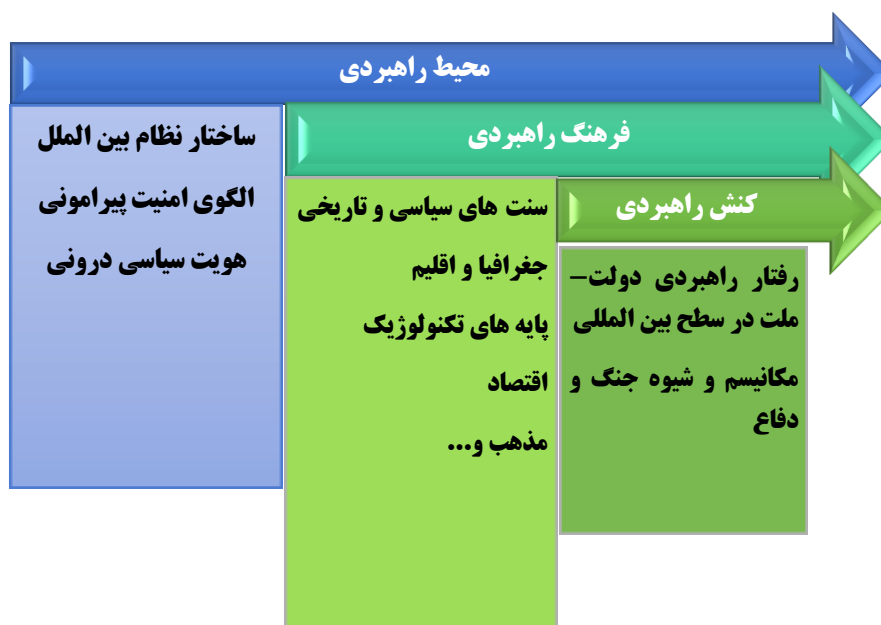 محیط راهبردی
ساختار نظام بین الملل
الگوی امنیت پیرامونی
هویت سیاسی درونی
فرهنگ راهبردی
سنت های سیاسی و تاریخی
جغرافیا و اقلیم
پایه های تکنولوژیک
اقتصاد
مذهب و...
کنش راهبردی
رفتار راهبردی دولت–
ملت در سطح بین المللی
مکانیسم و شیوه جنگ و
دفاع